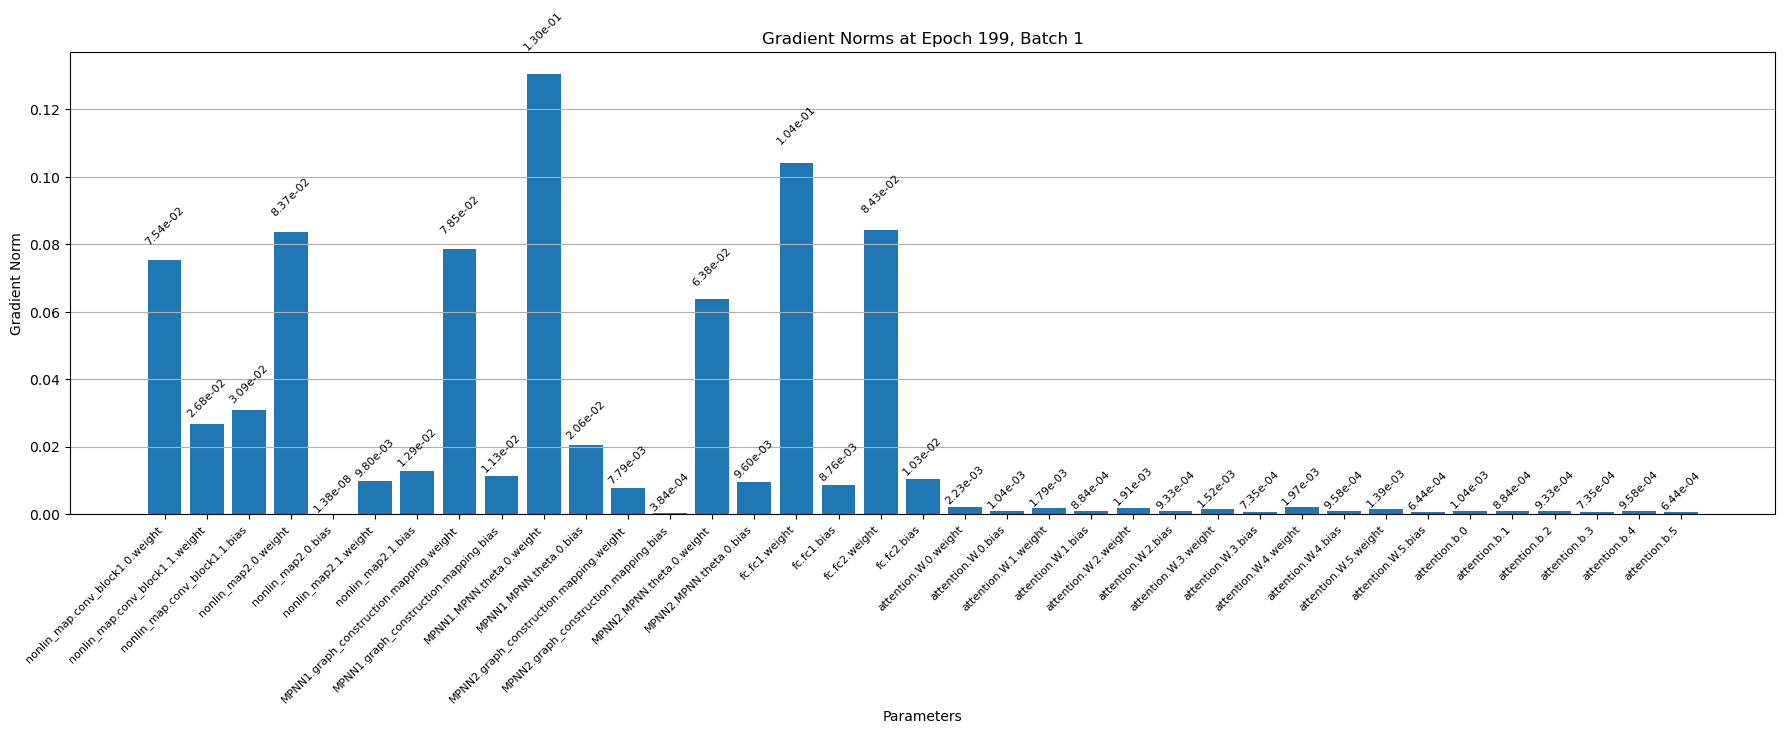 Gradient Norms at Epoch 199, Batch 1
Gradient Norm
0.12
0.10
0.08
0.06
0.04
0.02
0.00
7.54e-02
2.68e-02
3.09e-02
8.37e-02
1.38e-08
9.80e-03
1.29e-02
7.85e-02
1.13e-02
1.30e-01
2.06e-02
7.79e-03
3.84e-04
6.38e-02
9.60e-03
1.04e-01
8.76e-03
8.43e-02
1.03e-02
2.23e-03
1.04e-03
1.79e-03
8.84e-04
1.91e-03
9.33e-04
1.52e-03
7.35e-04
1.97e-03
9.58e-04
1.39e-03
6.44e-04
1.04e-03
8.84e-04
9.33e-04
7.35e-04
9.58e-04
6.44e-04
nonlin_map.conv_block1.0.weight
nonlin_map.conv_block1.1.weight
nonlin_map.conv_block1.1.bias
nonlin_map2.0.weight
nonlin_map2.0.bias
nonlin_map2.1.weight
nonlin_map2.1.bias
MPNN1.graph_construction.mapping.weight
MPNN1.graph_construction.mapping.bias
MPNN1.MPNN.theta.0.weight
MPNN1.MPNN.theta.0.bias
MPNN2.graph_construction.mapping.weight
MPNN2.graph_construction.mapping.bias
MPNN2.MPNN.theta.0.weight
MPNN2.MPNN.theta.0.bias
fc.fc1.weight
fc.fc1.bias
fc.fc2.weight
fc.fc2.bias
attention.W.0.weight
attention.W.0.bias
attention.W.1.weight
attention.W.1.bias
attention.W.2.weight
attention.W.2.bias
attention.W.3.weight
attention.W.3.bias
attention.W.4.weight
attention.W.4.bias
attention.W.5.weight
attention.W.5.bias
attention.b.0
attention.b.1
attention.b.2
attention.b.3
attention.b.4
attention.b.5
Parameters